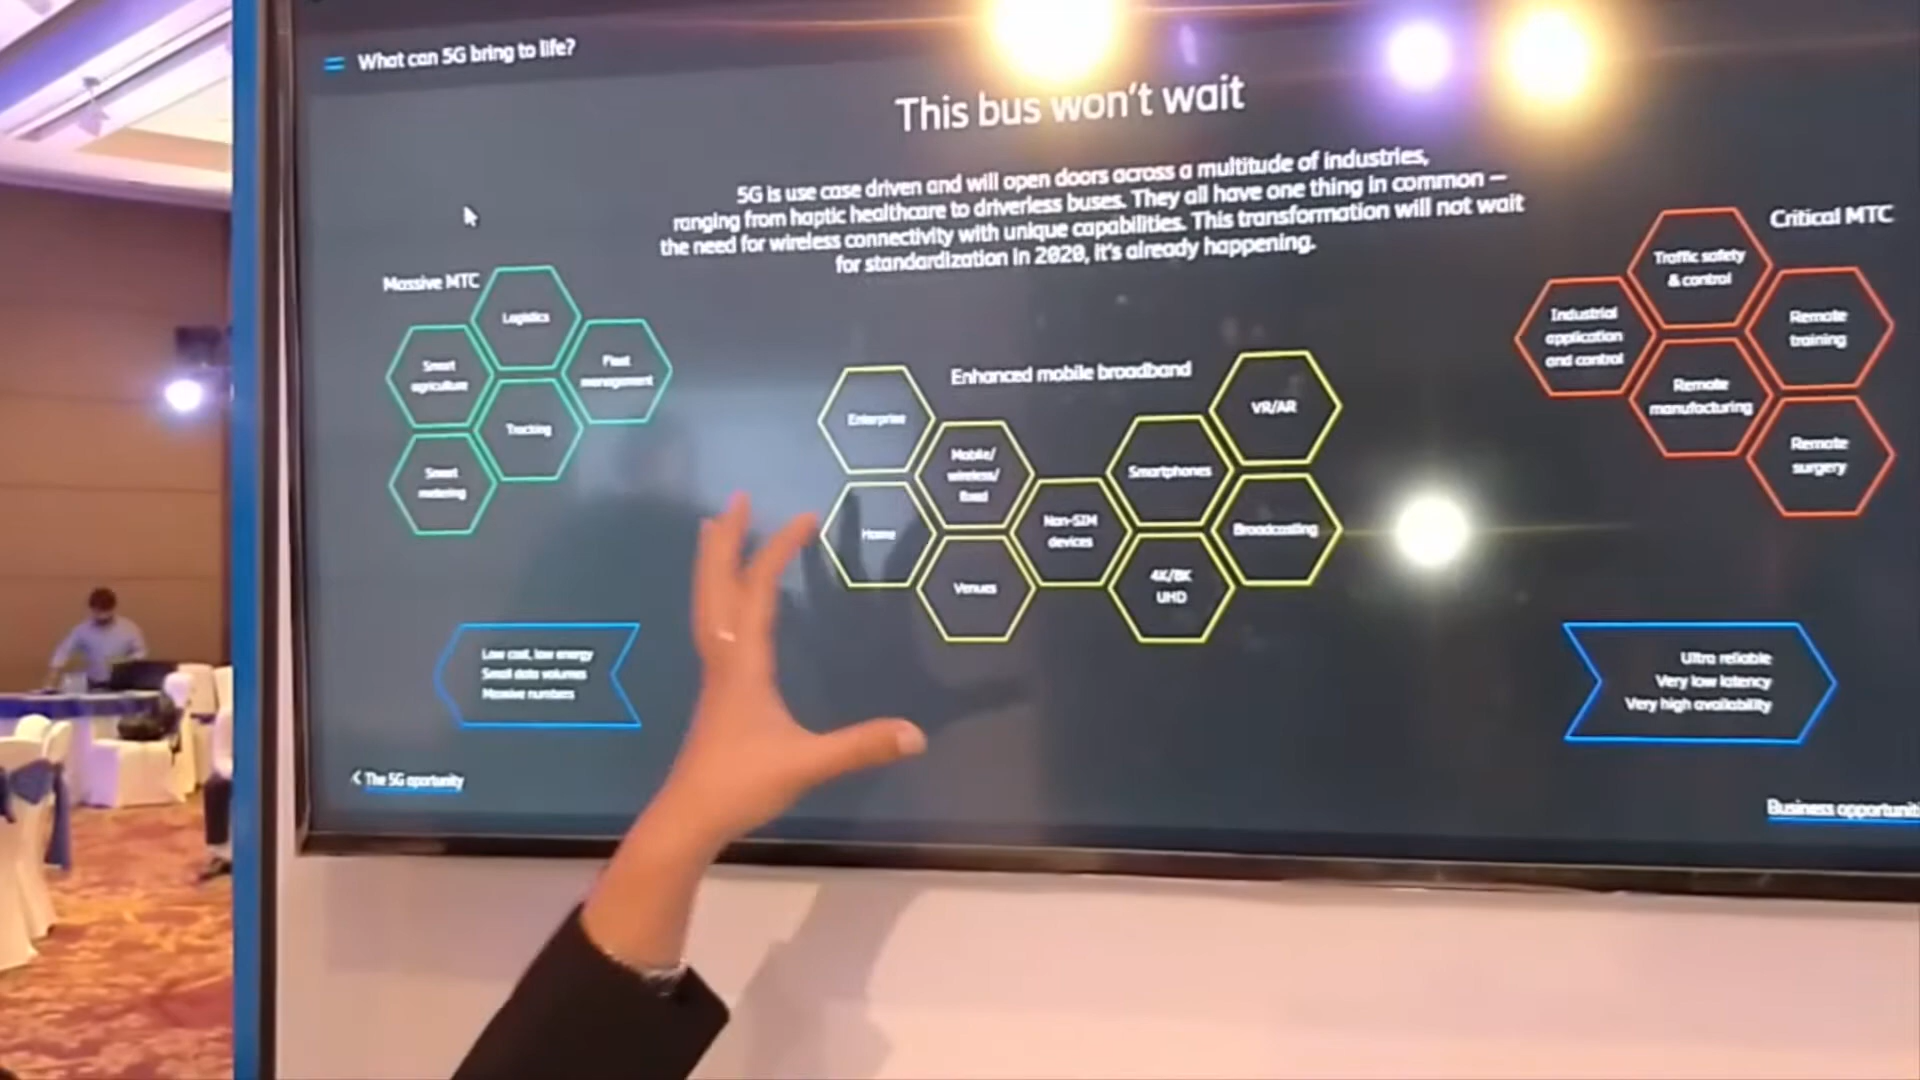 What can 5G bring to life?
This bus won't wait
5G is use case driven and will open doors across a multitude of industries,
ranging from haptic healthcare to driverless buses. They all have one thing in common –
the need for wireless connectivity with unique capabilities. This transformation will not wait
for standardization in 2020, it's already happening.
Massive MTC
Logistics
Smart
agriculture
Fleet
management
Tracking
Smart
metering
Low cost, low energy
Small data volumes
Massive numbers
Enhanced mobile broadband
Enterprise
Mobile/
wireless/
fixed
Home
Venues
Non-SIM
devices
Smartphones
4K/8K
UHD
VR/AR
Broadcasting
Critical MTC
Traffic safety
& control
Industrial
application
and control
Remote
training
Remote
manufacturing
Remote
surgery
Ultra reliable
Very low latency
Very high availability
< The 5G oportunity
Business opportunit